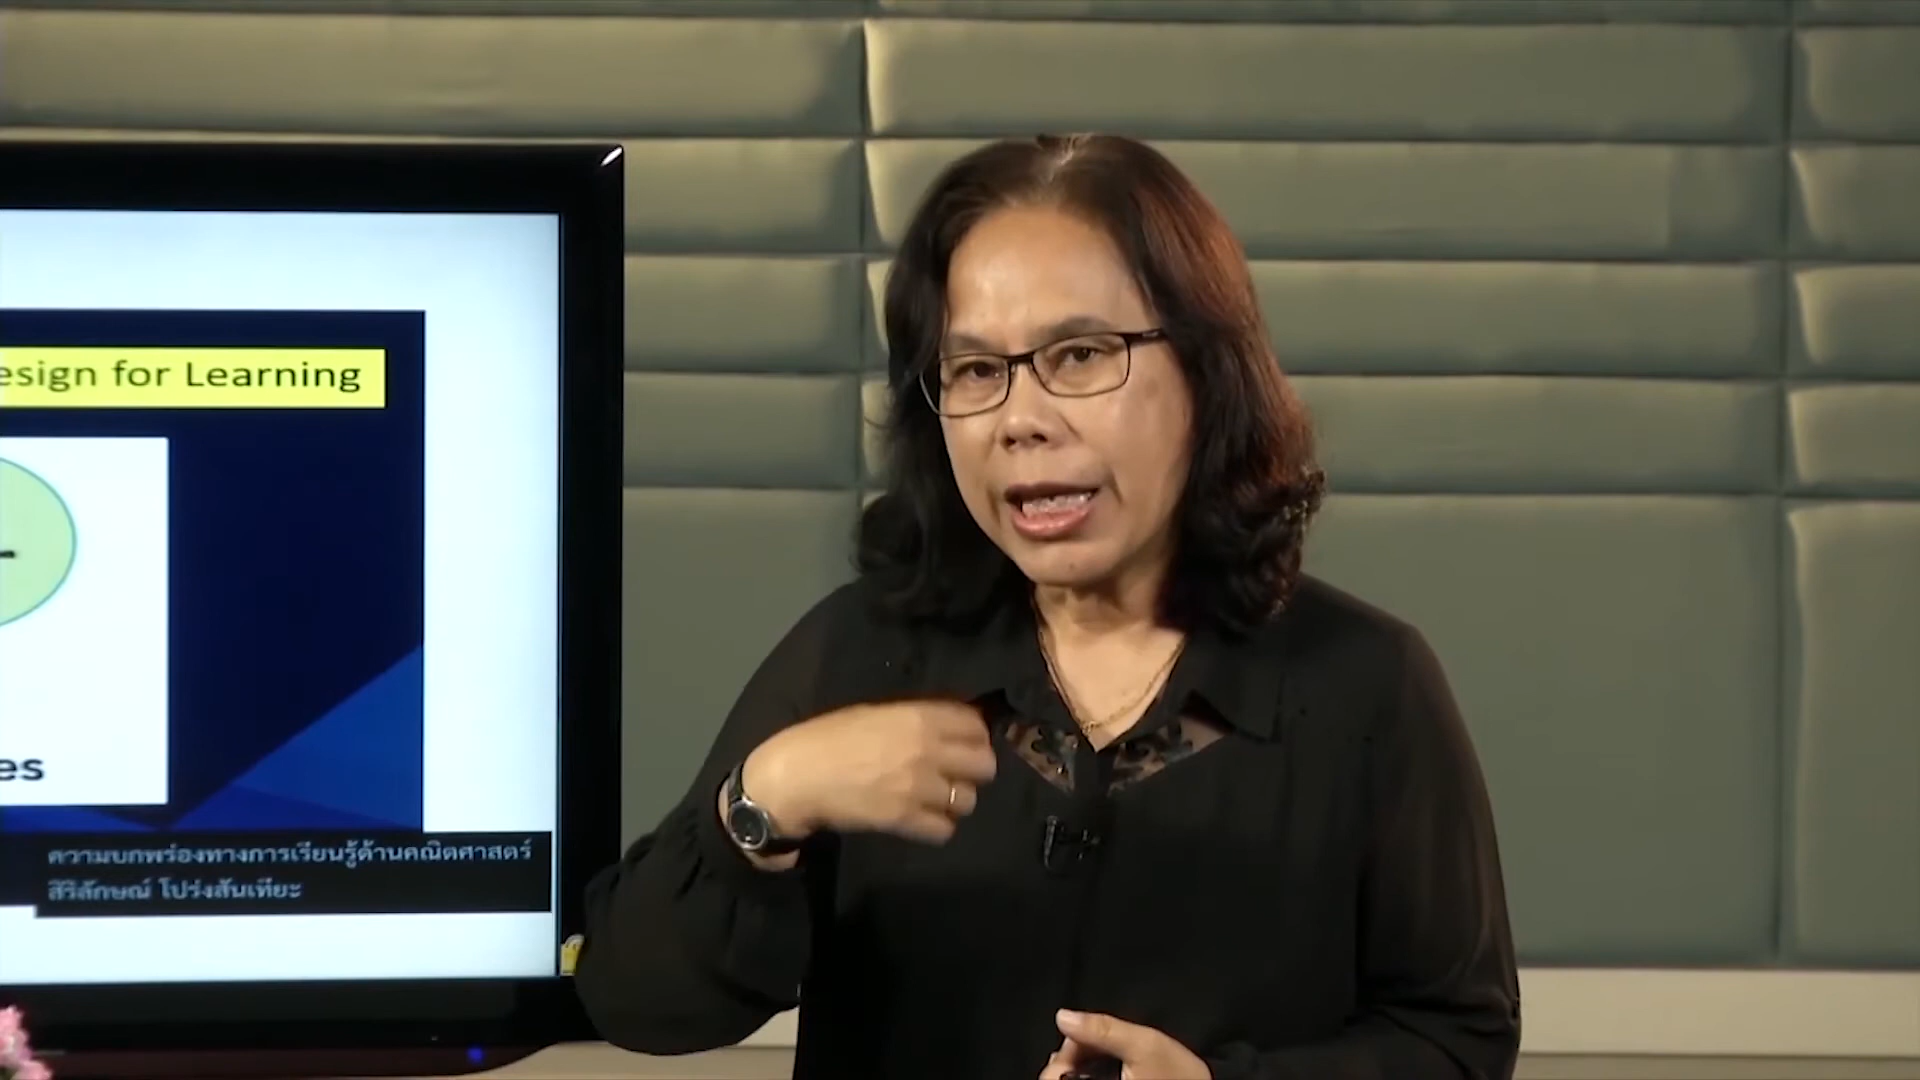 esign for Learning
es
ความบกพร่องทางการเรียนรู้ด้านคณิตศาสตร์
สิริลักษณ์ โปร่งสันเทียะ